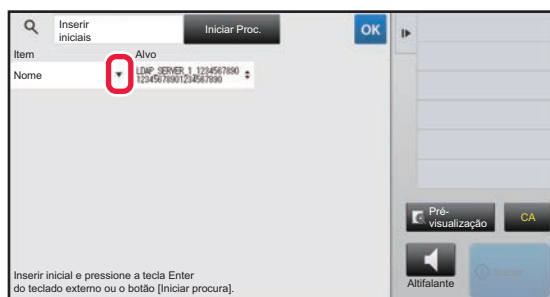 Inserir
iniciais
Iniciar Proc.
OK
Item
Alvo
Nome
LDAP_SERVER_1_1234567890
12345678901234567890
Pré-
visualização
CA
Altifalante
Iniciar
Inserir inicial e pressione a tecla Enter
do teclado externo ou o botão [Iniciar procura].